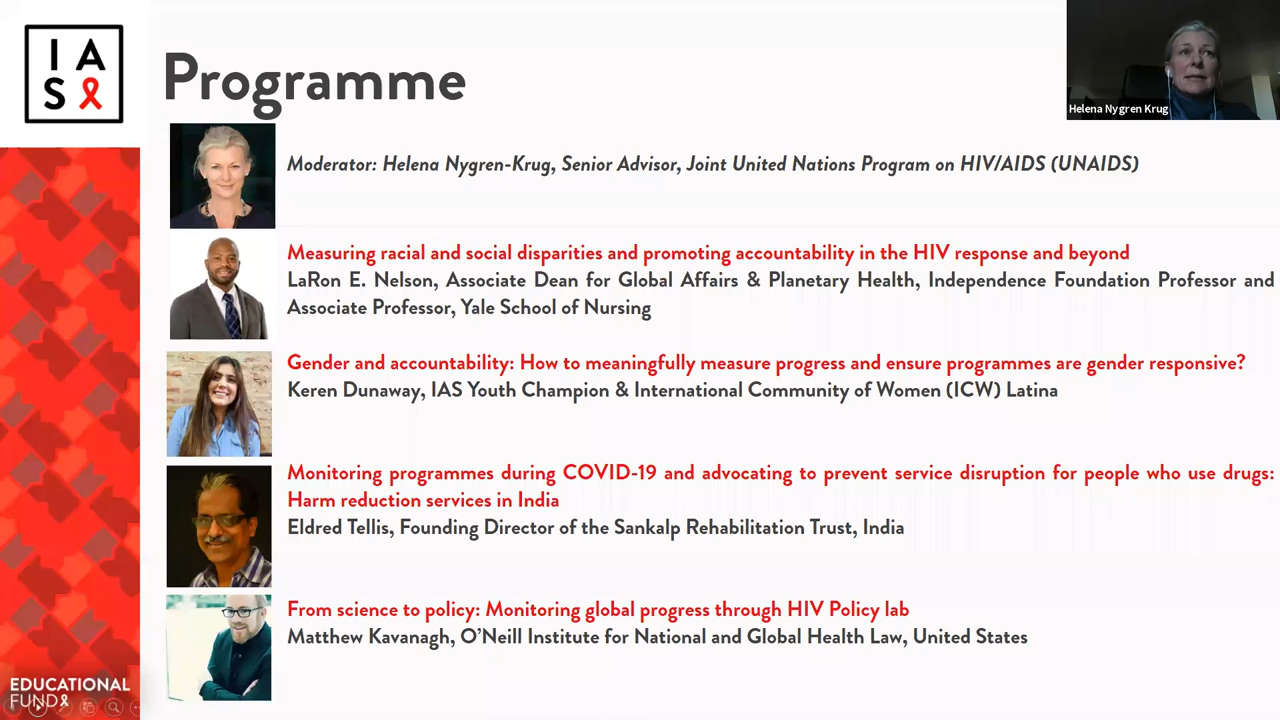 I A
S
Programme
Helena Nygren Krug
Moderator: Helena Nygren-Krug, Senior Advisor, Joint United Nations Program on HIV/AIDS (UNAIDS)
Measuring racial and social disparities and promoting accountability in the HIV response and beyond
LaRon E. Nelson, Associate Dean for Global Affairs & Planetary Health, Independence Foundation Professor and
Associate Professor, Yale School of Nursing
Gender and accountability: How to meaningfully measure progress and ensure programmes are gender responsive?
Keren Dunaway, IAS Youth Champion & International Community of Women (ICW) Latina
Monitoring programmes during COVID-19 and advocating to prevent service disruption for people who use drugs:
Harm reduction services in India
Eldred Tellis, Founding Director of the Sankalp Rehabilitation Trust, India
From science to policy: Monitoring global progress through HIV Policy lab
Matthew Kavanagh, O’Neill Institute for National and Global Health Law, United States
EDUCATIONAL
FUND